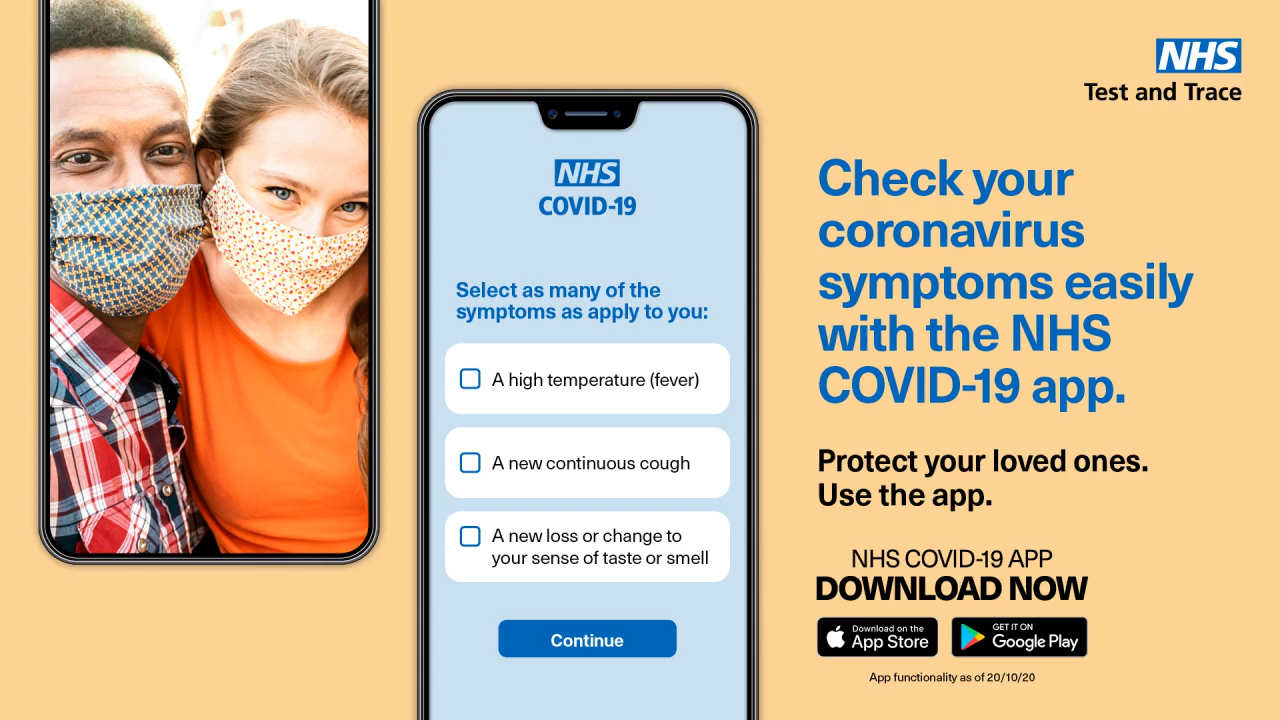 NHS
Test and Trace
NHS
COVID-19
Select as many of the
symptoms as apply to you:
A high temperature (fever)
A new continuous cough
A new loss or change to
your sense of taste or smell
Continue
Check your
coronavirus
symptoms easily
with the NHS
COVID-19 app.
Protect your loved ones.
Use the app.
NHS COVID-19 APP
DOWNLOAD NOW
Download on the
App Store
GET IT ON
Google Play
App functionality as of 20/10/20